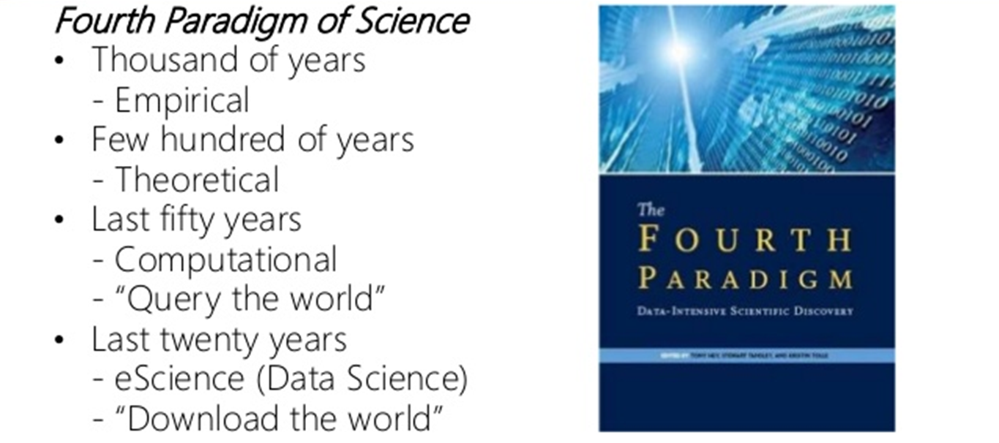 Fourth Paradigm of Science
• Thousand of years
- Empirical
• Few hundred of years
- Theoretical
• Last fifty years
- Computational
- “Query the world”
• Last twenty years
- eScience (Data Science)
- “Download the world”
The
FOURTH
PARADIGM
DATA-INTENSIVE SCIENTIFIC DISCOVERY
EDITED BY TONY HEY, STEWART TANSLEY, AND KRISTIN TOLLE